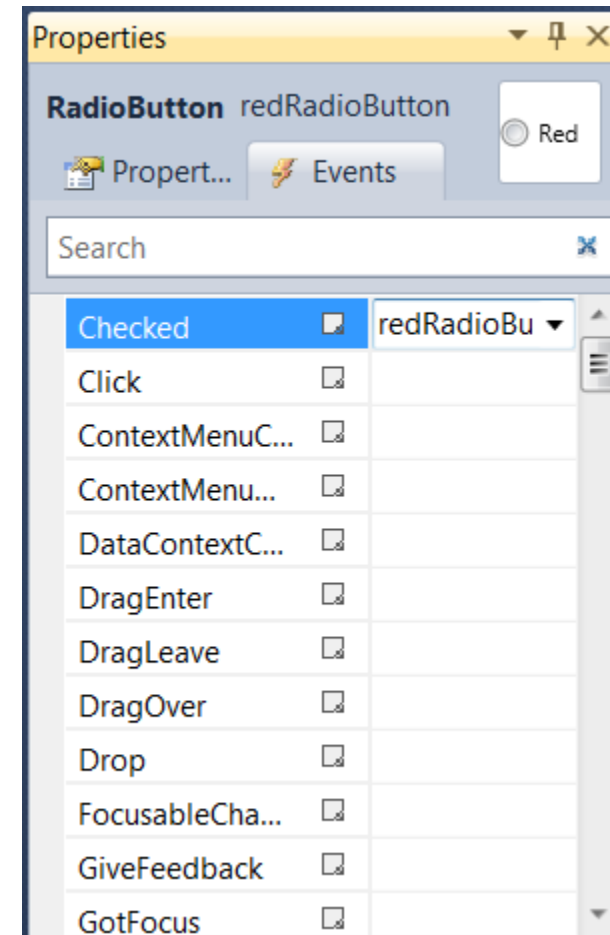 Properties
RadioButton redRadioButton
Red
Propert... Events
Search
Checked redRadioBu
Click
ContextMenuC...
ContextMenu...
DataContextC...
DragEnter
DragLeave
DragOver
Drop
FocusableCha...
GiveFeedback
GotFocus